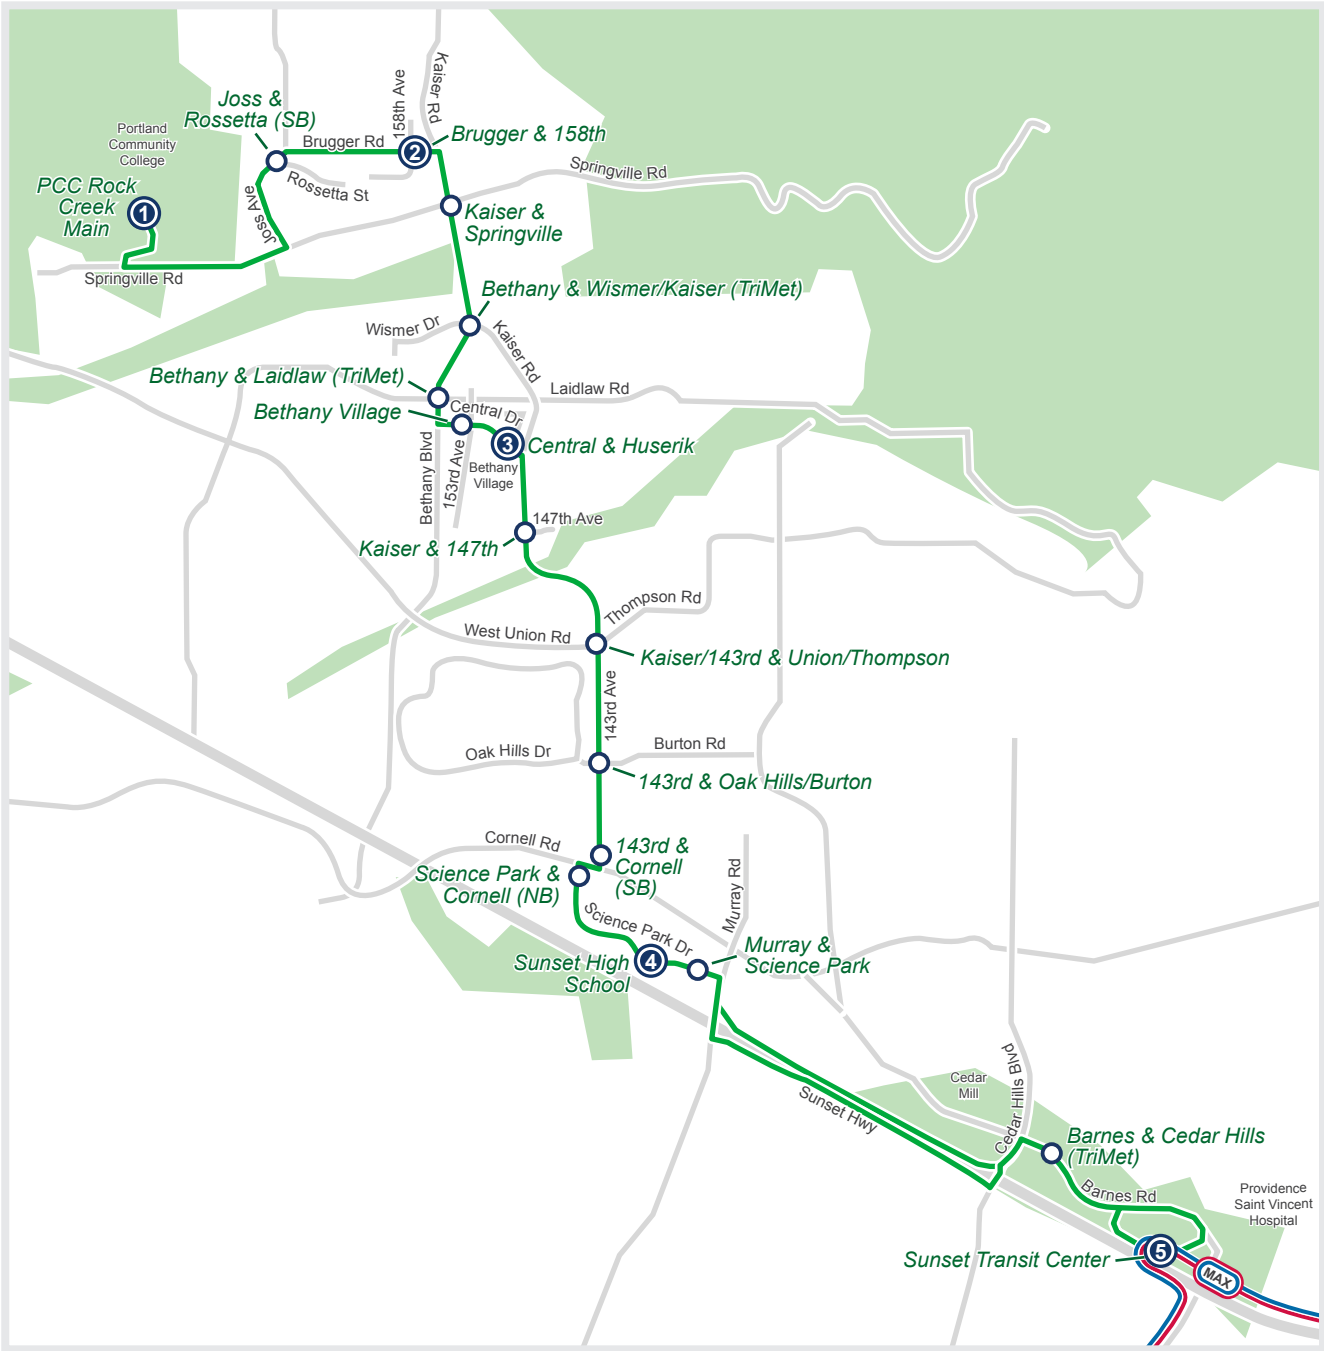 Joss &
Rossetta (SB)
Portland
Community
College
Brugger Rd
158th Ave
Kaiser Rd
2
Brugger & 158th
PCC Rock
Creek
Main
1
Rossetta St
Joss Ave
Springville Rd
Kaiser &
Springville
Springville Rd
Bethany & Wismer/Kaiser (TriMet)
Wismer Dr
Kaiser Rd
Bethany & Laidlaw (TriMet)
Laidlaw Rd
Bethany Village
Central Dr
3
Central & Huserik
Bethany Blvd
153rd Ave
Bethany
Village
147th Ave
Kaiser & 147th
Thompson Rd
West Union Rd
Kaiser/143rd & Union/Thompson
143rd Ave
Oak Hills Dr
Burton Rd
143rd & Oak Hills/Burton
Cornell Rd
143rd &
Cornell
(SB)
Science Park &
Cornell (NB)
Murray Rd
Science Park Dr
Sunset High
School
4
Murray &
Science Park
Sunset Hwy
Cedar
Mill
Cedar Hills Blvd
Barnes & Cedar Hills
(TriMet)
Barnes Rd
Providence
Saint Vincent
Hospital
Sunset Transit Center
5
MAX